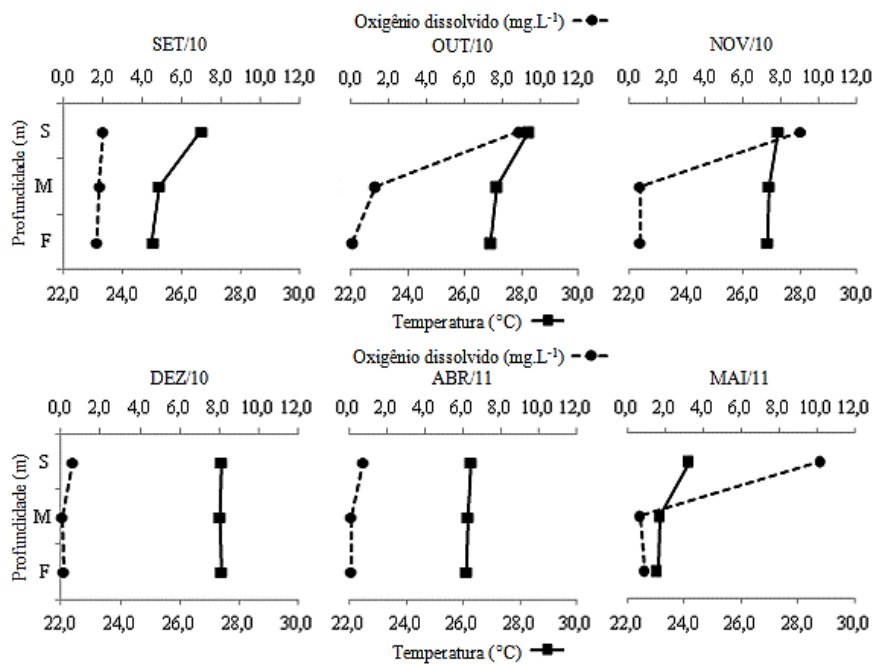 Oxigênio dissolvido (mg.L⁻¹)
SET/10 OUT/10 NOV/10
0,0 2,0 4,0 6,0 8,0 10,0 12,0 0,0 2,0 4,0 6,0 8,0 10,0 12,0 0,0 2,0 4,0 6,0 8,0 10,0 12,0
Profundidade (m)
S
M
F
22,0 24,0 26,0 28,0 30,0 22,0 24,0 26,0 28,0 30,0 22,0 24,0 26,0 28,0 30,0
Temperatura (°C)
Oxigênio dissolvido (mg.L⁻¹)
DEZ/10 ABR/11 MAI/11
0,0 2,0 4,0 6,0 8,0 10,0 12,0 0,0 2,0 4,0 6,0 8,0 10,0 12,0 0,0 2,0 4,0 6,0 8,0 10,0 12,0
Profundidade (m)
S
M
F
22,0 24,0 26,0 28,0 30,0 22,0 24,0 26,0 28,0 30,0 22,0 24,0 26,0 28,0 30,0
Temperatura (°C)